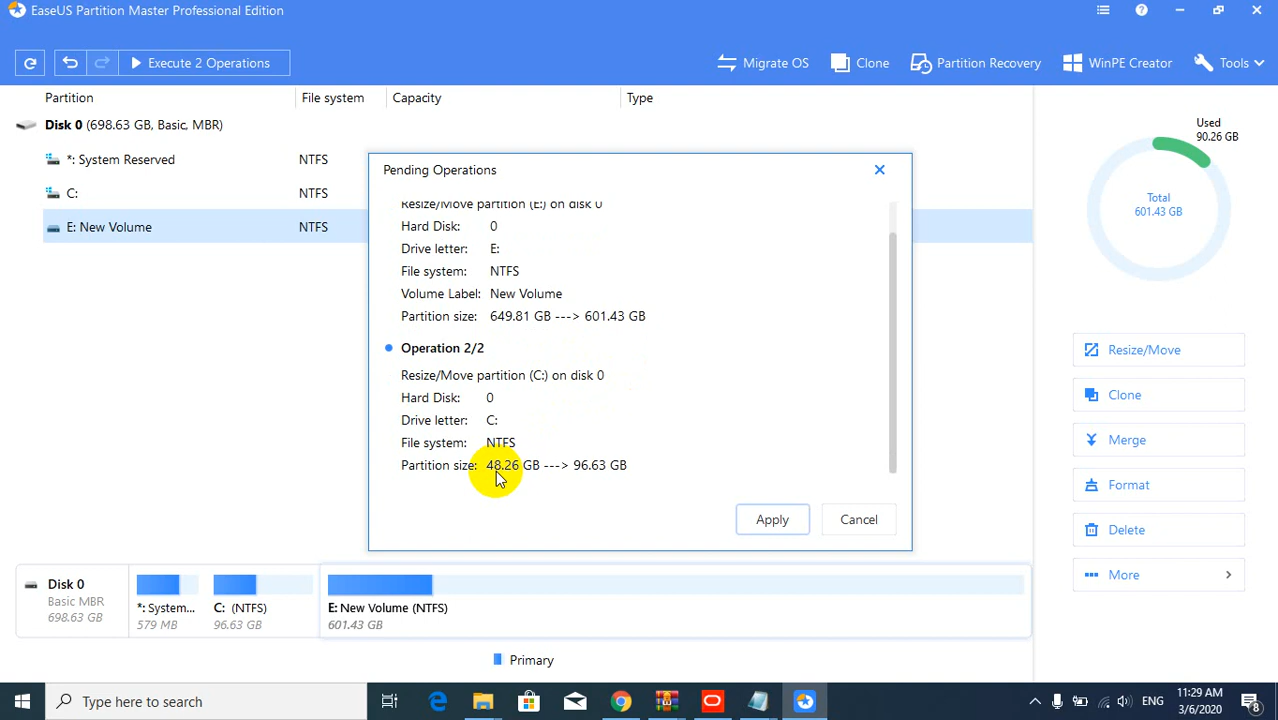 EaseUS Partition Master Professional Edition
Execute 2 Operations
Migrate OS
Clone
Partition Recovery
WinPE Creator
Tools
Partition
File system
Capacity
Type
Disk 0 (698.63 GB, Basic, MBR)
*: System Reserved
NTFS
C:
NTFS
E: New Volume
NTFS
Used
90.26 GB
Total
601.43 GB
Pending Operations
Resize/Move partition (E:) on disk 0
Hard Disk: 0
Drive letter: E:
File system: NTFS
Volume Label: New Volume
Partition size: 649.81 GB ---> 601.43 GB
Operation 2/2
Resize/Move partition (C:) on disk 0
Hard Disk: 0
Drive letter: C:
File system: NTFS
Partition size: 48.26 GB ---> 96.63 GB
Apply
Cancel
Resize/Move
Clone
Merge
Format
Delete
More
Disk 0
Basic MBR
698.63 GB
*: System...
579 MB
C: (NTFS)
96.63 GB
E: New Volume (NTFS)
601.43 GB
Primary
Type here to search
ENG
11:29 AM
3/6/2020
8